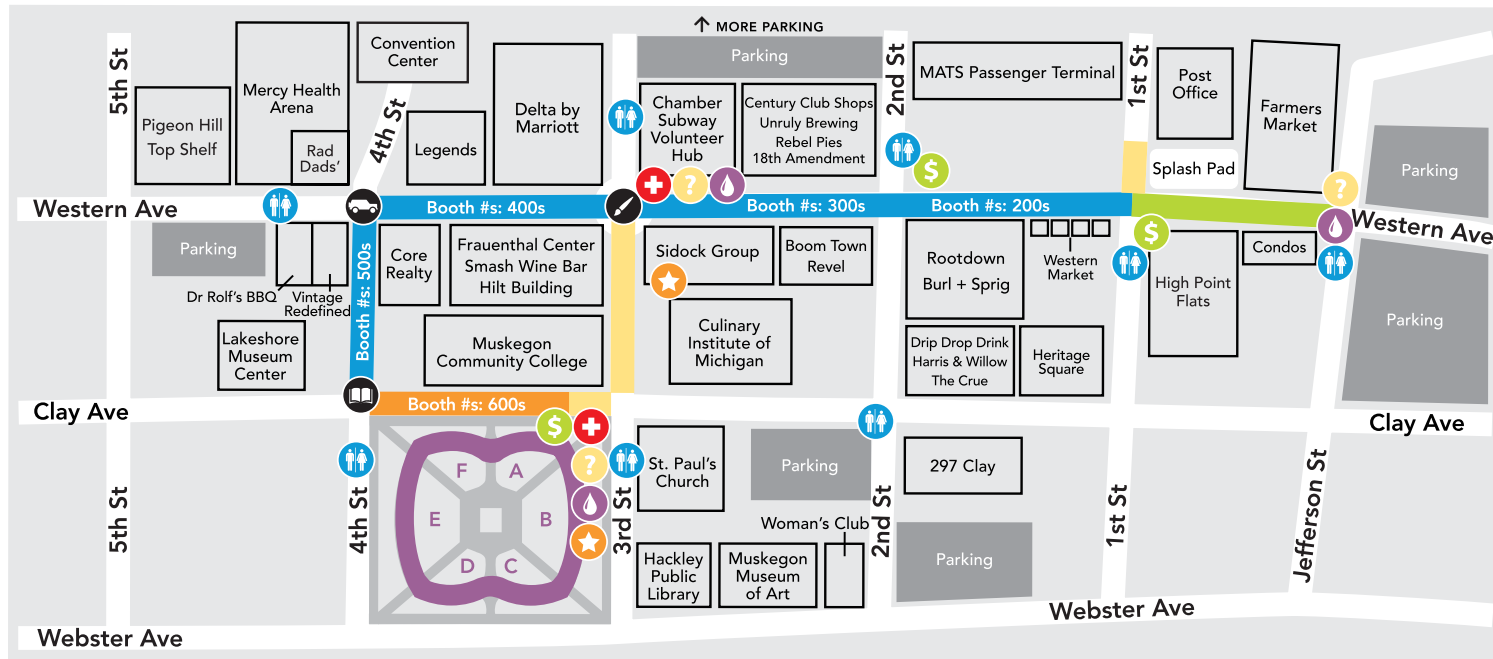 ↑ MORE PARKING
Parking
5th St
Mercy Health
Arena
Convention
Center
4th St
Pigeon Hill
Top Shelf
Rad
Dads’
Legends
Delta by
Marriott
Chamber
Subway
Volunteer
Hub
Century Club Shops
Unruly Brewing
Rebel Pies
18th Amendment
2nd St
MATS Passenger Terminal
1st St
Post
Office
Farmers
Market
Splash Pad
Parking
$
?
?
Western Ave
Booth #s: 400s
Booth #s: 300s
Booth #s: 200s
Western Ave
Parking
Dr Rolf’s BBQ
Vintage
Redefined
Booth #s: 500s
Core
Realty
Frauenthal Center
Smash Wine Bar
Hilt Building
Sidock Group
Boom Town
Revel
Rootdown
Burl + Sprig
Western
Market
$
High Point
Flats
Condos
Parking
Lakeshore
Museum
Center
Muskegon
Community College
Culinary
Institute of
Michigan
Drip Drop Drink
Harris & Willow
The Crue
Heritage
Square
Clay Ave
Booth #s: 600s
Clay Ave
$
?
F
A
E
B
D
C
St. Paul’s
Church
Parking
297 Clay
5th St
4th St
3rd St
2nd St
1st St
Jefferson St
Woman’s Club
Hackley
Public
Library
Muskegon
Museum
of Art
Parking
Webster Ave
Webster Ave